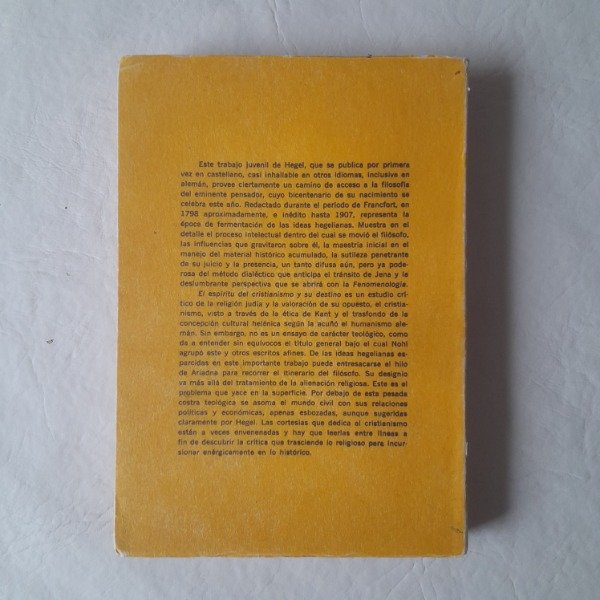 Este trabajo juvenil de Hegel, que se publica por primera
vez en castellano, casi inhallable en otros idiomas, inclusive en
alemán, provee ciertamente un camino de acceso a la filosofía
del eminente pensador, cuyo bicentenario de su nacimiento se
celebra este año. Redactado durante el período de Francfort, en
1798 aproximadamente, e inédito hasta 1907, representa la
época de fermentación de las ideas hegelianas. Muestra en el
detalle el proceso intelectual dentro del cual se movió el filósofo,
las influencias que gravitaron sobre él, la maestría inicial en el
manejo del material histórico acumulado, la sutileza penetrante
de su juicio y la presencia, un tanto difusa aún, pero ya pode-
rosa del método dialéctico que anticipa el tránsito de Jena y la
deslumbrante perspectiva que se abrirá con la Fenomenología.
El espíritu del cristianismo y su destino es un estudio crí-
tico de la religión judía y la valoración de su opuesto, el cristia-
nismo, visto a través de la ética de Kant y el trasfondo de la
concepción cultural helénica según la acuñó el humanismo ale-
mán. Sin embargo, no es un ensayo de carácter teológico, como
da a entender sin equívocos el título general bajo el cual Nohl
agrupó este y otros escritos afines. De las ideas hegelianas es-
parcidas en este importante trabajo puede entresacarse el hilo
de Ariadna para recorrer el itinerario del filósofo. Su designio
va más allá del tratamiento de la alienación religiosa. Este es el
problema que yace en la superficie. Por debajo de esta pesada
costra teológica se asoma el mundo civil con sus relaciones
políticas y económicas, apenas esbozadas, aunque sugeridas
claramente por Hegel. Las cortesías que dedica al cristianismo
están a veces envenenadas y hay que leerlas entre líneas a
fin de descubrir la crítica que trasciende lo religioso para incur-
sionar enérgicamente en lo histórico.